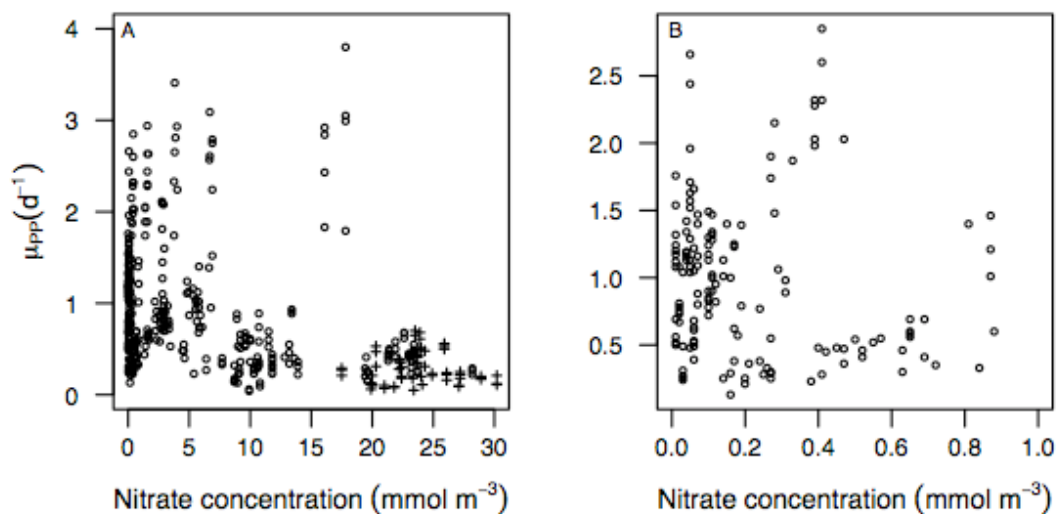 A
4
3
2
1
0
μPP(d⁻¹)
0 5 10 15 20 25 30
Nitrate concentration (mmol m⁻³)
B
2.5
2.0
1.5
1.0
0.5
0.0 0.2 0.4 0.6 0.8 1.0
Nitrate concentration (mmol m⁻³)